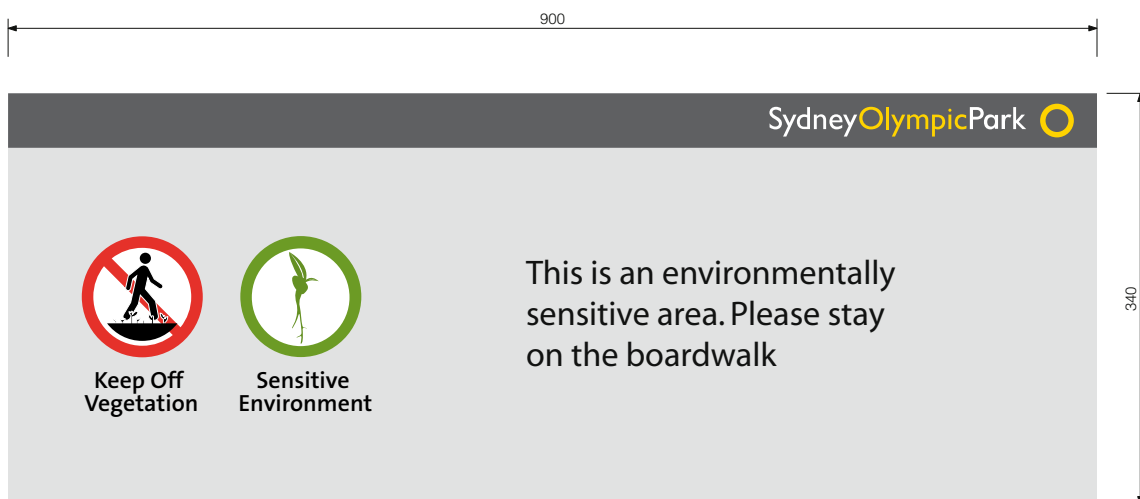 900
SydneyOlympicPark
340
Keep Off
Vegetation
Sensitive
Environment
This is an environmentally
sensitive area. Please stay
on the boardwalk